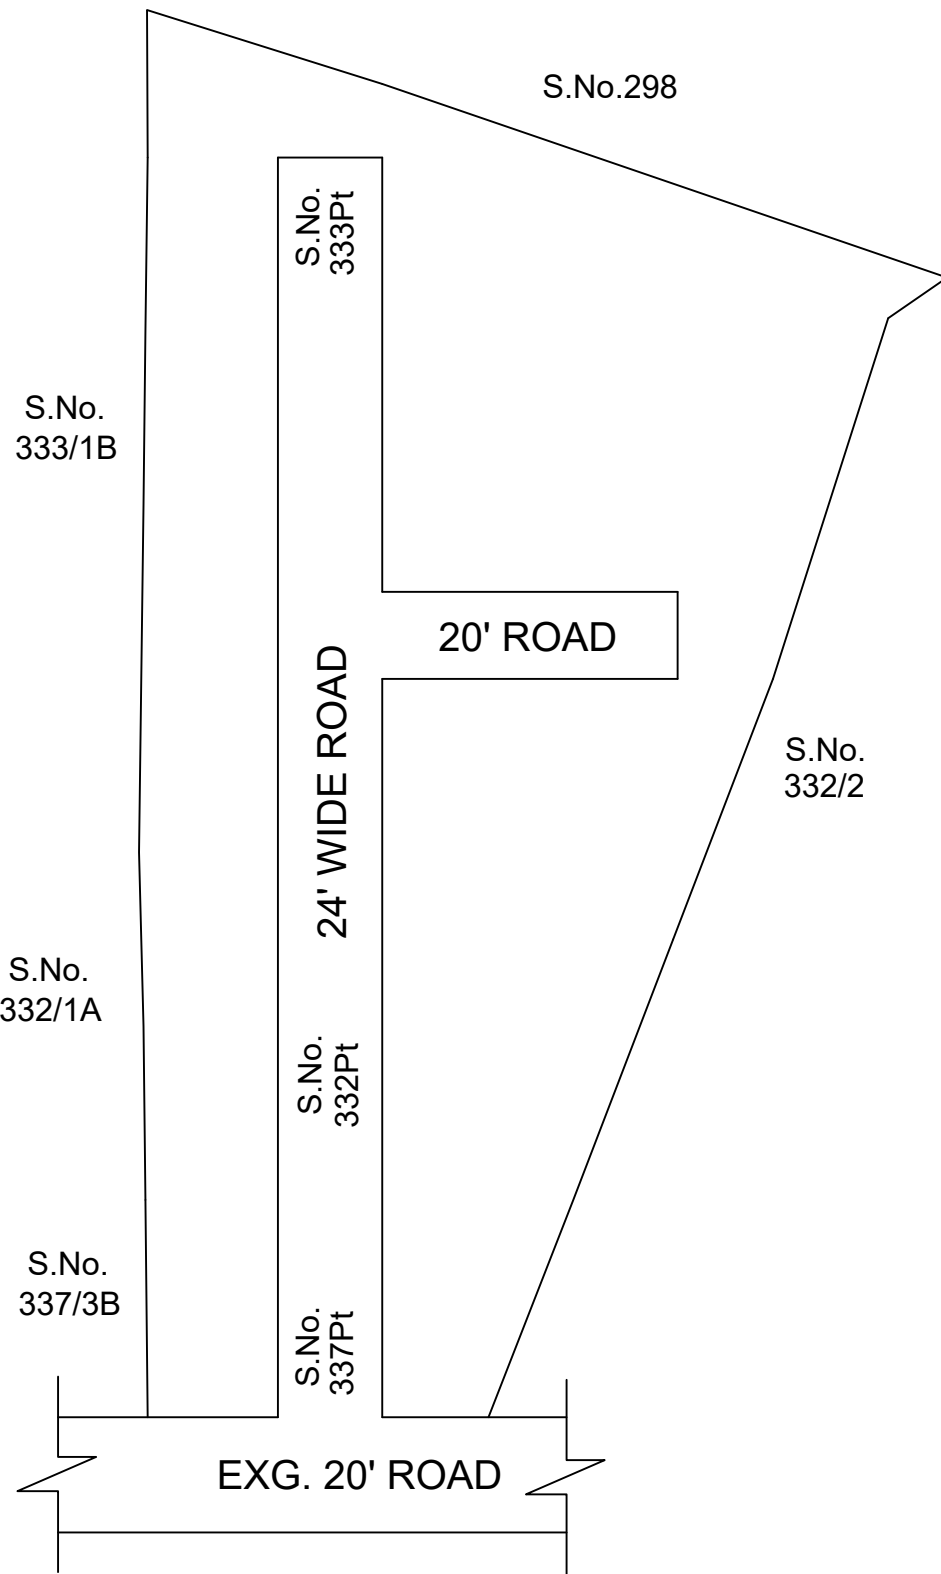 S.No.298
S.No.
333Pt
S.No.
333/1B
20' ROAD
24' WIDE ROAD
S.No.
332/2
S.No.
332/1A
S.No.
332Pt
S.No.
337/3B
S.No.
337Pt
EXG. 20' ROAD